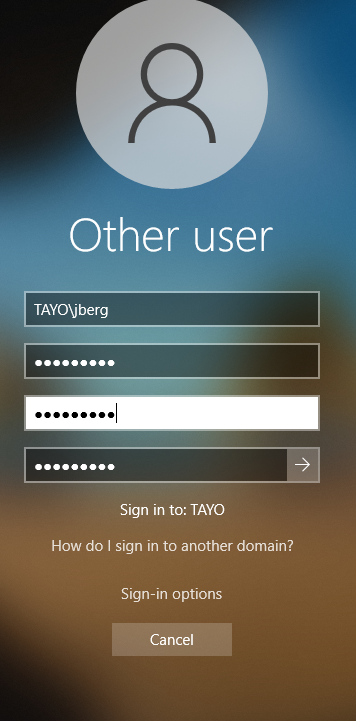 Other user
TAYO\jberg
●●●●●●●●●
●●●●●●●●●
●●●●●●●●●
Sign in to: TAYO
How do I sign in to another domain?
Sign-in options
Cancel